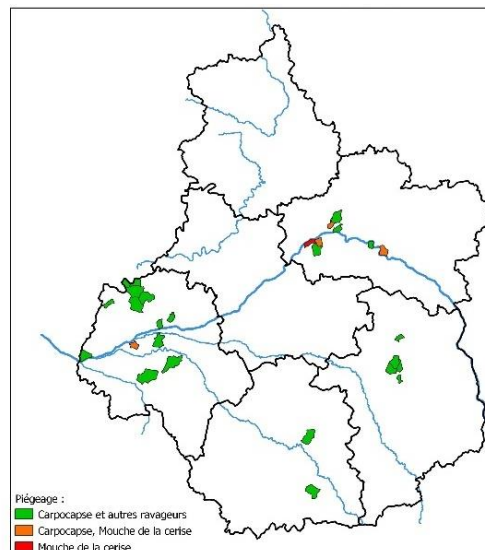 Piégeage :
Carpocapse et autres ravageurs
Carpocapse, Mouche de la cerise
Mouche de la cerise